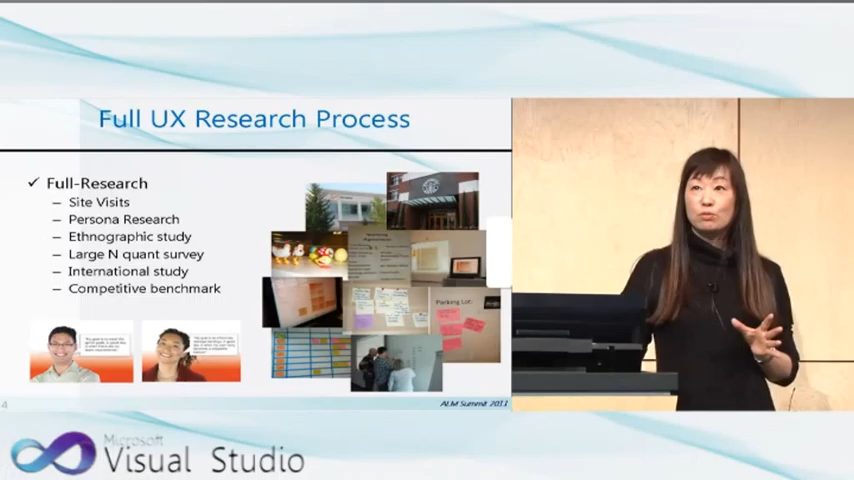 Full UX Research Process
✓ Full-Research
– Site Visits
– Persona Research
– Ethnographic study
– Large N quant survey
– International study
– Competitive benchmark
Parking Lot:
4
ALM Summit 2011
Microsoft
Visual Studio